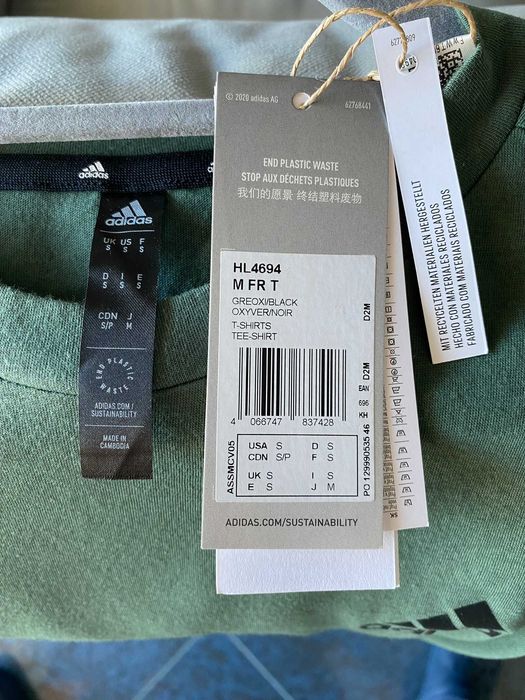 adidas
adidas
UK US F
S S S
D I E
S S S
CDN J
S/P M
END PLASTIC WASTE
ADIDAS.COM/
SUSTAINABILITY
MADE IN
CAMBODIA
© 2020 adidas AG
62768441
END PLASTIC WASTE
STOP AUX DÉCHETS PLASTIQUES
我们的愿景 终结塑料废物
HL4694
M FR T
GREOXI/BLACK
OXYVER/NOIR
T-SHIRTS
TEE-SHIRT
D2M
D2M
EAN
696
KH
4 066747 837428
ASSMCV05
USA S D S
CDN S/P F S
UK S I S
E S J M
PO 129990535 46
ADIDAS.COM/SUSTAINABILITY
MIT RECYCELTEN MATERIALIEN HERGESTELLT
HECHO CON MATERIALES RECICLADOS
FABRICADO COM MATERIAIS RECICLADOS
SK